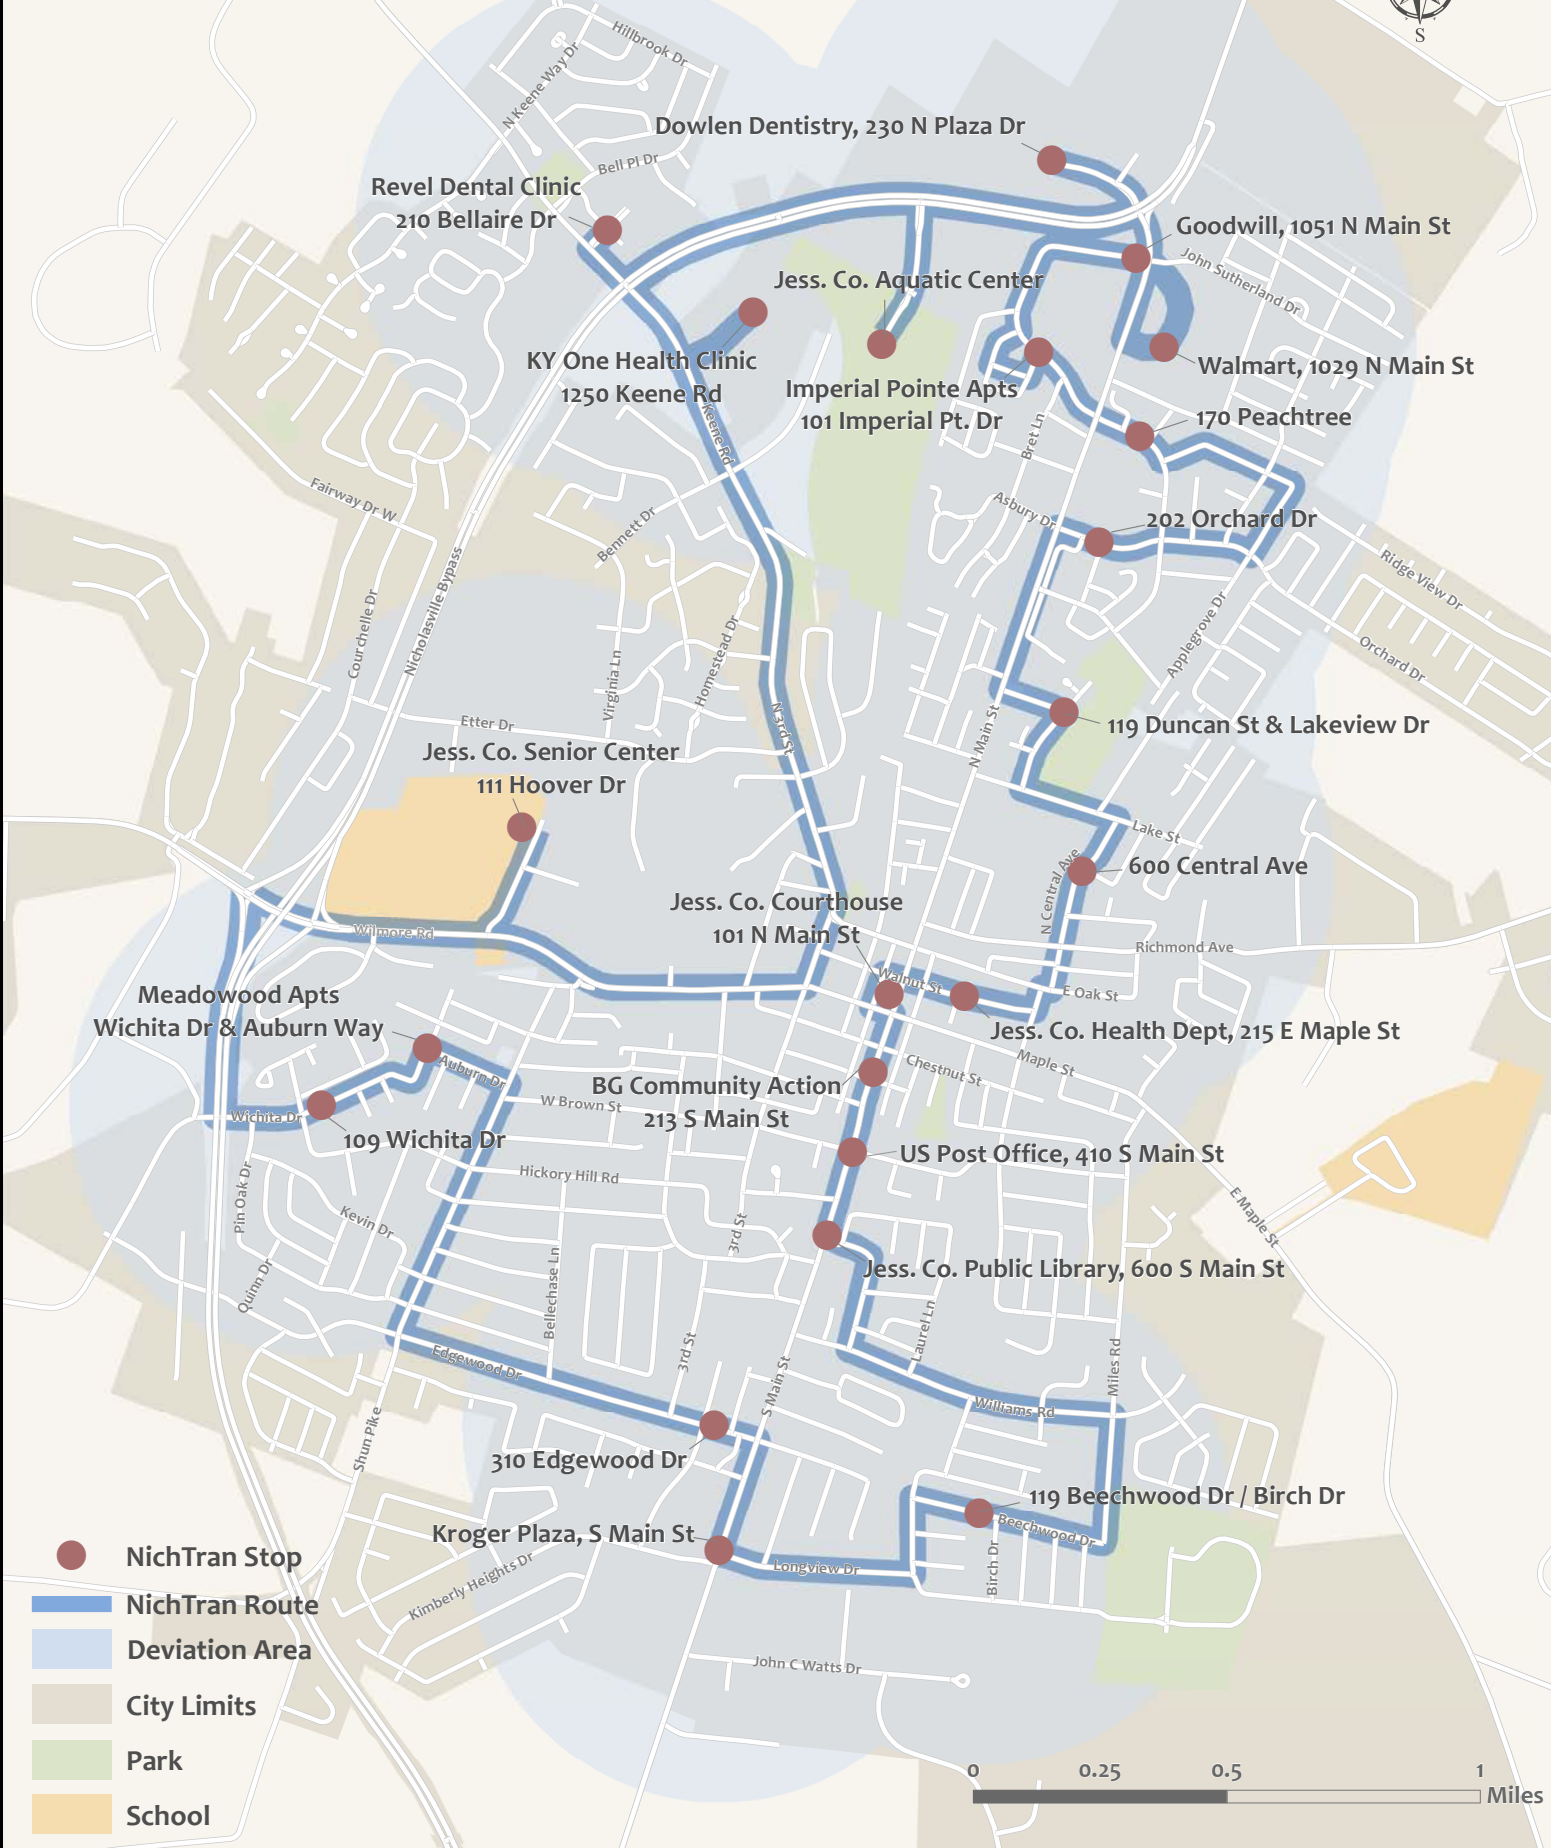 S
Hillbrook Dr
N Keene Way Dr
Dowlen Dentistry, 230 N Plaza Dr
Bell Pl Dr
Revel Dental Clinic
210 Bellaire Dr
Goodwill, 1051 N Main St
John Sutherland Dr
Jess. Co. Aquatic Center
KY One Health Clinic
1250 Keene Rd
Walmart, 1029 N Main St
Imperial Pointe Apts
101 Imperial Pt. Dr
Keene Rd
170 Peachtree
Bret Ln
Fairway Dr W
Asbury Dr
202 Orchard Dr
Bennett Dr
Ridge View Dr
Courchelle Dr
Nicholasville Bypass
Applegrove Dr
Orchard Dr
Virginia Ln
Homestead Dr
Etter Dr
N 3rd St
N Main St
119 Duncan St & Lakeview Dr
Jess. Co. Senior Center
111 Hoover Dr
Lake St
600 Central Ave
N Central Ave
Jess. Co. Courthouse
101 N Main St
Wilmore Rd
Richmond Ave
Walnut St
E Oak St
Meadowood Apts
Wichita Dr & Auburn Way
Jess. Co. Health Dept, 215 E Maple St
Auburn Dr
Chestnut St
Maple St
BG Community Action
213 S Main St
W Brown St
Wichita Dr
109 Wichita Dr
US Post Office, 410 S Main St
Hickory Hill Rd
Pin Oak Dr
Kevin Dr
3rd St
E Maple St
Jess. Co. Public Library, 600 S Main St
Quinn Dr
Bellechase Ln
Laurel Ln
Edgewood Dr
3rd St
S Main St
Miles Rd
Williams Rd
Shun Pike
310 Edgewood Dr
119 Beechwood Dr / Birch Dr
Beechwood Dr
Kroger Plaza, S Main St
Longview Dr
Birch Dr
Kimberly Heights Dr
John C Watts Dr
NichTran Stop
NichTran Route
Deviation Area
City Limits
Park
School
0 0.25 0.5 1
Miles